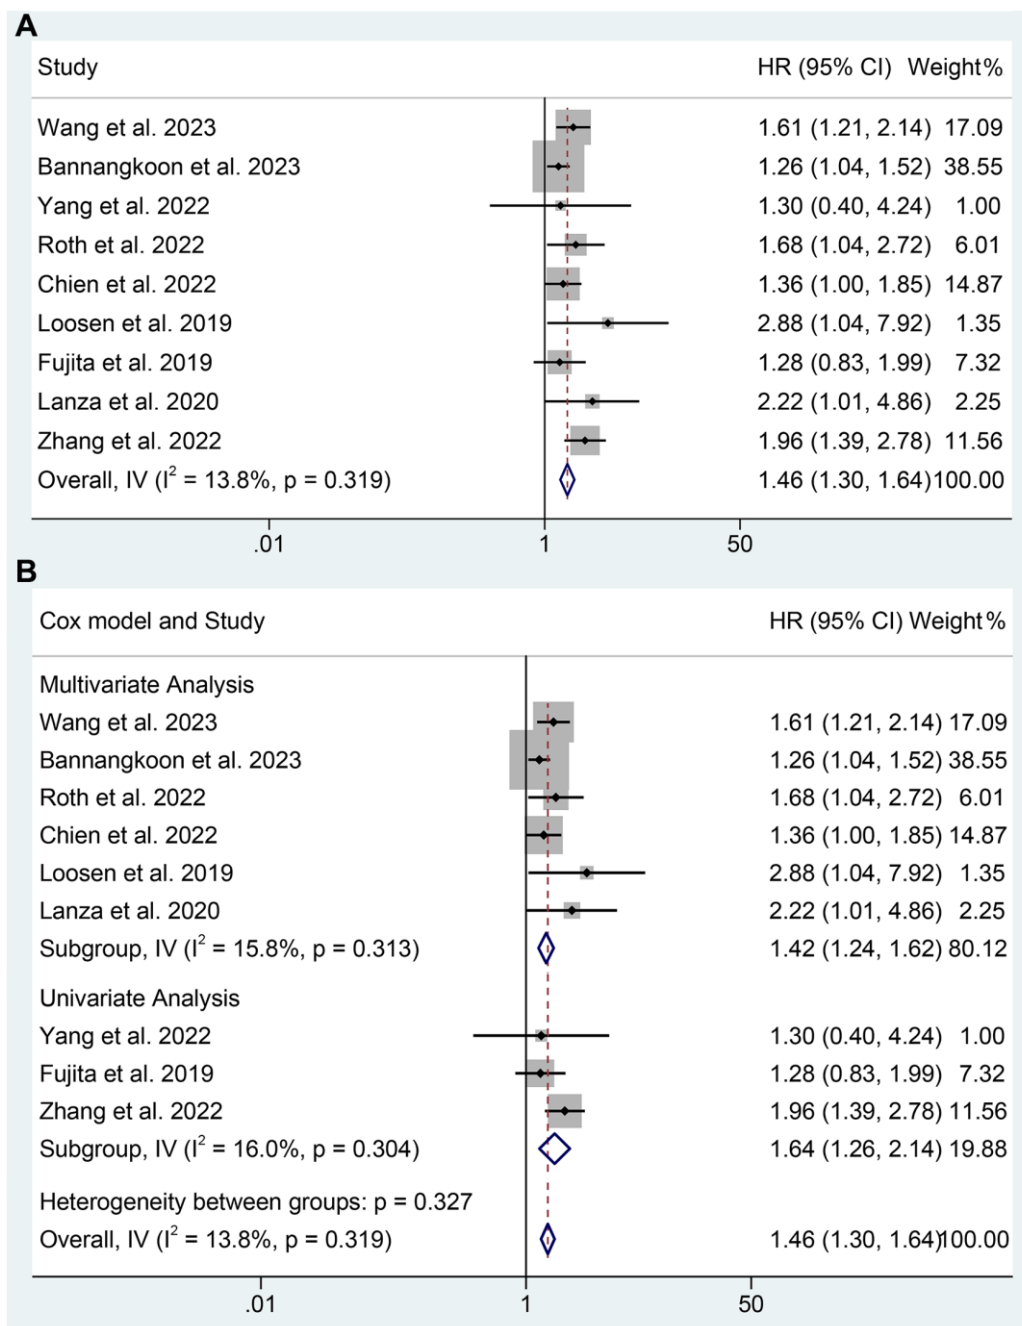 A
Study HR (95% CI) Weight%
Wang et al. 2023 1.61 (1.21, 2.14) 17.09
Bannangkoon et al. 2023 1.26 (1.04, 1.52) 38.55
Yang et al. 2022 1.30 (0.40, 4.24) 1.00
Roth et al. 2022 1.68 (1.04, 2.72) 6.01
Chien et al. 2022 1.36 (1.00, 1.85) 14.87
Loosen et al. 2019 2.88 (1.04, 7.92) 1.35
Fujita et al. 2019 1.28 (0.83, 1.99) 7.32
Lanza et al. 2020 2.22 (1.01, 4.86) 2.25
Zhang et al. 2022 1.96 (1.39, 2.78) 11.56
Overall, IV (I² = 13.8%, p = 0.319) 1.46 (1.30, 1.64) 100.00
.01 1 50
B
Cox model and Study HR (95% CI) Weight%
Multivariate Analysis
Wang et al. 2023 1.61 (1.21, 2.14) 17.09
Bannangkoon et al. 2023 1.26 (1.04, 1.52) 38.55
Roth et al. 2022 1.68 (1.04, 2.72) 6.01
Chien et al. 2022 1.36 (1.00, 1.85) 14.87
Loosen et al. 2019 2.88 (1.04, 7.92) 1.35
Lanza et al. 2020 2.22 (1.01, 4.86) 2.25
Subgroup, IV (I² = 15.8%, p = 0.313) 1.42 (1.24, 1.62) 80.12
Univariate Analysis
Yang et al. 2022 1.30 (0.40, 4.24) 1.00
Fujita et al. 2019 1.28 (0.83, 1.99) 7.32
Zhang et al. 2022 1.96 (1.39, 2.78) 11.56
Subgroup, IV (I² = 16.0%, p = 0.304) 1.64 (1.26, 2.14) 19.88
Heterogeneity between groups: p = 0.327
Overall, IV (I² = 13.8%, p = 0.319) 1.46 (1.30, 1.64) 100.00
.01 1 50